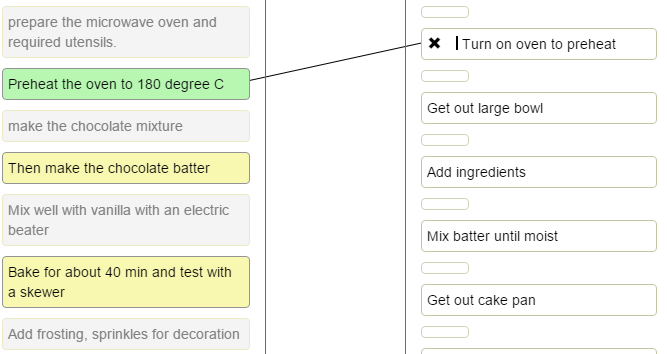 prepare the microwave oven and
required utensils.
Preheat the oven to 180 degree C
make the chocolate mixture
Then make the chocolate batter
Mix well with vanilla with an electric
beater
Bake for about 40 min and test with
a skewer
Add frosting, sprinkles for decoration
Turn on oven to preheat
Get out large bowl
Add ingredients
Mix batter until moist
Get out cake pan